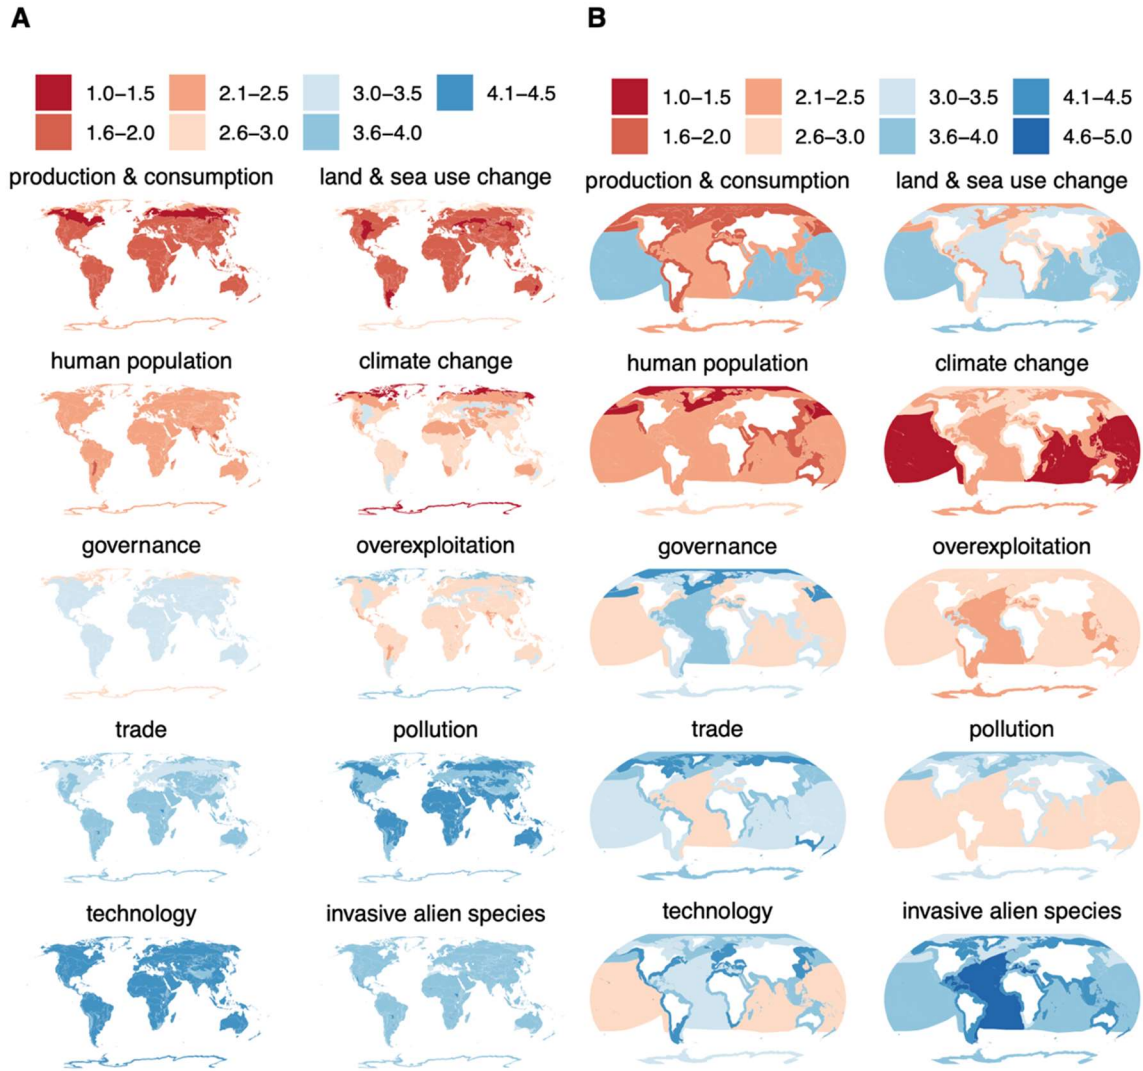 A
1.0–1.5 2.1–2.5 3.0–3.5 4.1–4.5
1.6–2.0 2.6–3.0 3.6–4.0
production & consumption land & sea use change
human population climate change
governance overexploitation
trade pollution
technology invasive alien species
B
1.0–1.5 2.1–2.5 3.0–3.5 4.1–4.5
1.6–2.0 2.6–3.0 3.6–4.0 4.6–5.0
production & consumption land & sea use change
human population climate change
governance overexploitation
trade pollution
technology invasive alien species